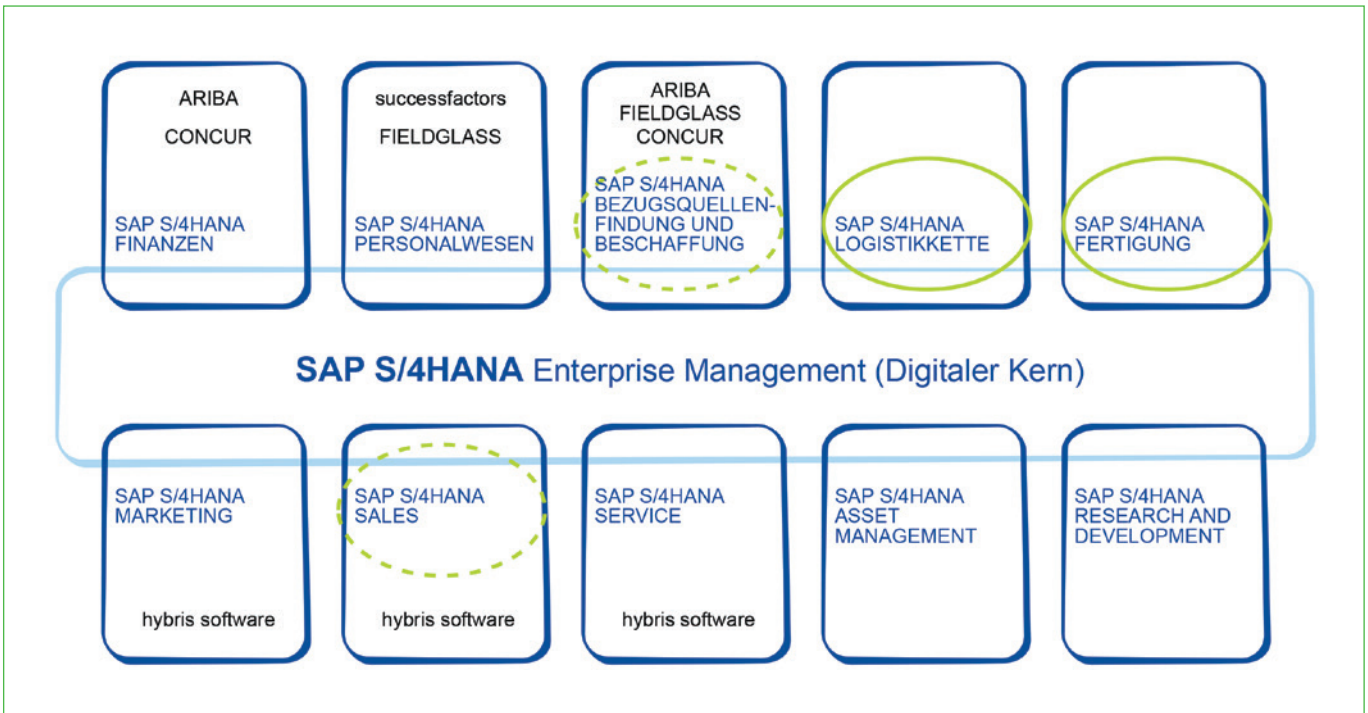 ARIBA
CONCUR
SAP S/4HANA
FINANZEN
successfactors
FIELDGLASS
SAP S/4HANA
PERSONALWESEN
ARIBA
FIELDGLASS
CONCUR
SAP S/4HANA
BEZUGSQUELLEN-
FINDUNG UND
BESCHAFFUNG
SAP S/4HANA
LOGISTIKKETTE
SAP S/4HANA
FERTIGUNG
SAP S/4HANA Enterprise Management (Digitaler Kern)
SAP S/4HANA
MARKETING
hybris software
SAP S/4HANA
SALES
hybris software
SAP S/4HANA
SERVICE
hybris software
SAP S/4HANA
ASSET
MANAGEMENT
SAP S/4HANA
RESEARCH AND
DEVELOPMENT